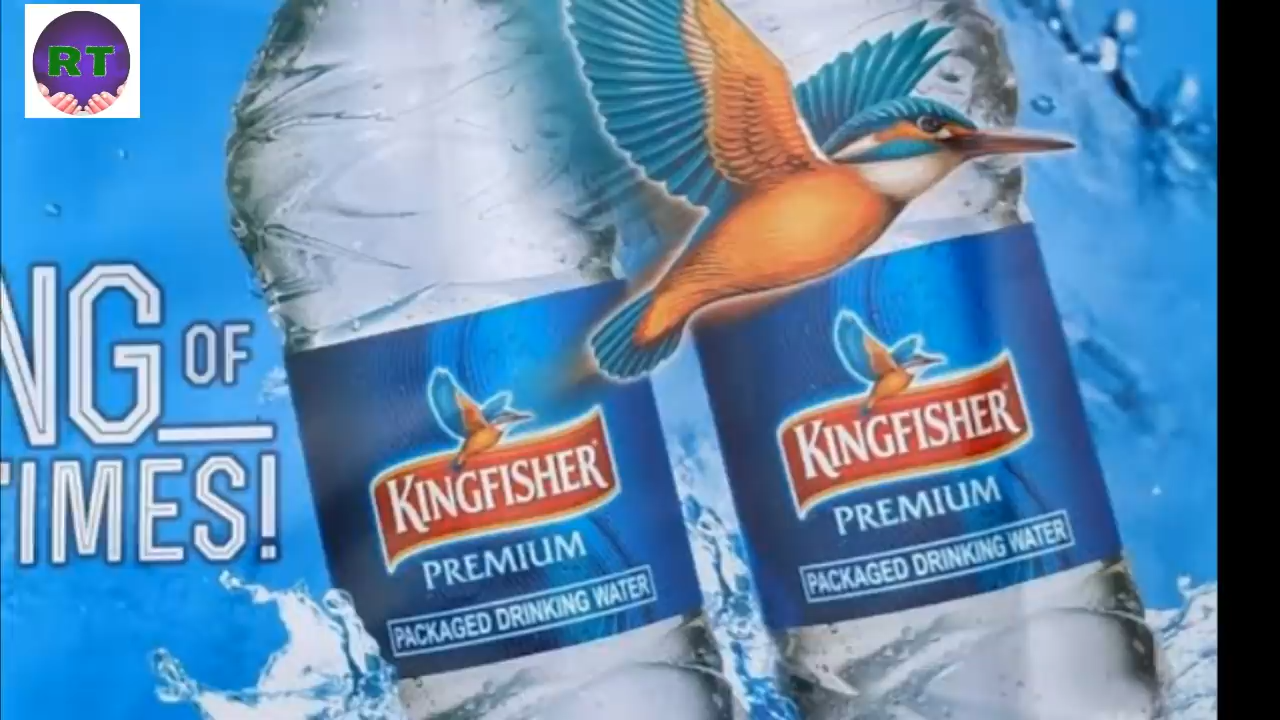 RT
NG OF
TIMES!
KINGFISHER
PREMIUM
PACKAGED DRINKING WATER
KINGFISHER
PREMIUM
PACKAGED DRINKING WATER